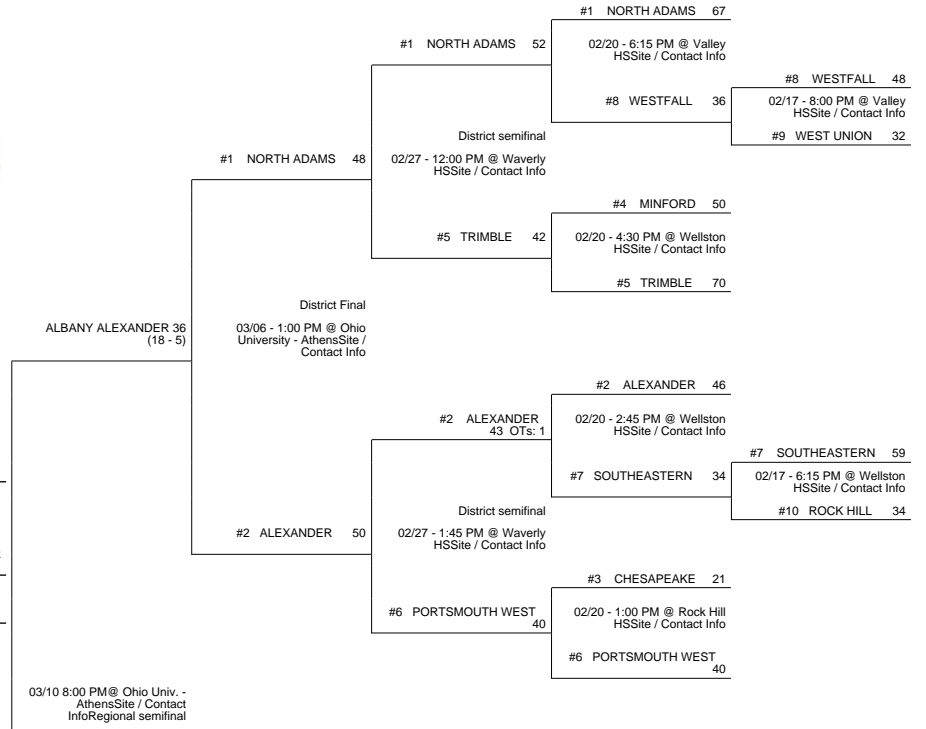 #1 NORTH ADAMS 67
#1 NORTH ADAMS 52
02/20 - 6:15 PM @ Valley
HSSite / Contact Info
#8 WESTFALL 48
#8 WESTFALL 36
02/17 - 8:00 PM @ Valley
HSSite / Contact Info
#9 WEST UNION 32
District semifinal
02/27 - 12:00 PM @ Waverly
HSSite / Contact Info
#1 NORTH ADAMS 48
#4 MINFORD 50
#5 TRIMBLE 42
02/20 - 4:30 PM @ Wellston
HSSite / Contact Info
#5 TRIMBLE 70
District Final
03/06 - 1:00 PM @ Ohio
University - AthensSite /
Contact Info
ALBANY ALEXANDER 36
(18 - 5)
#2 ALEXANDER 46
#2 ALEXANDER
43 OTs: 1
02/20 - 2:45 PM @ Wellston
HSSite / Contact Info
#7 SOUTHEASTERN 59
#7 SOUTHEASTERN 34
02/17 - 6:15 PM @ Wellston
HSSite / Contact Info
#10 ROCK HILL 34
District semifinal
02/27 - 1:45 PM @ Waverly
HSSite / Contact Info
#2 ALEXANDER 50
#3 CHESAPEAKE 21
#6 PORTSMOUTH WEST
40
02/20 - 1:00 PM @ Rock Hill
HSSite / Contact Info
#6 PORTSMOUTH WEST
40
03/10 8:00 PM@ Ohio Univ. -
AthensSite / Contact
InfoRegional semifinal